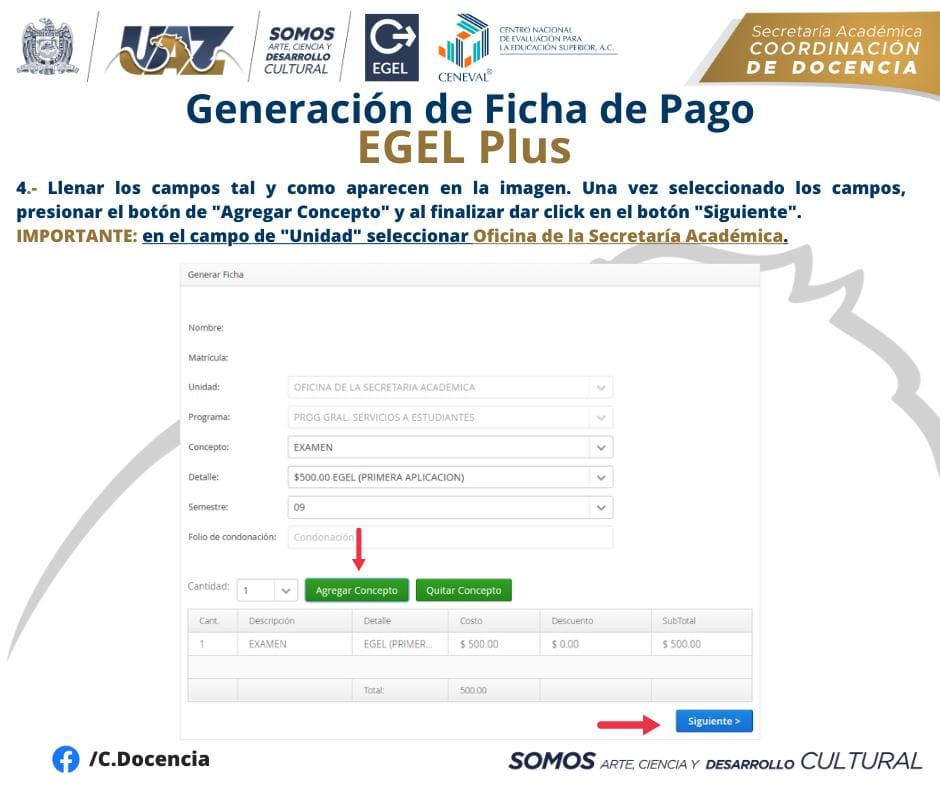 UAZ
SOMOS
ARTE, CIENCIA Y
DESARROLLO
CULTURAL
EGEL
CENEVAL®
CENTRO NACIONAL
DE EVALUACIÓN PARA
LA EDUCACIÓN SUPERIOR, A.C.
Secretaría Académica
COORDINACIÓN
DE DOCENCIA
Generación de Ficha de Pago
EGEL Plus
4.- Llenar los campos tal y como aparecen en la imagen. Una vez seleccionado los campos,
presionar el botón de "Agregar Concepto" y al finalizar dar click en el botón "Siguiente".
IMPORTANTE: en el campo de "Unidad" seleccionar Oficina de la Secretaría Académica.
Generar Ficha
Nombre:
Matrícula:
Unidad: OFICINA DE LA SECRETARIA ACADEMICA
Programa: PROG GRAL. SERVICIOS A ESTUDIANTES
Concepto: EXAMEN
Detalle: $500.00 EGEL (PRIMERA APLICACION)
Semestre: 09
Folio de condonación: Condonación
Cantidad: 1 Agregar Concepto Quitar Concepto
Cant. Descripción Detalle Costo Descuento SubTotal
1 EXAMEN EGEL (PRIMER... $ 500.00 $ 0.00 $ 500.00
Total: 500.00
Siguiente >
/C.Docencia
SOMOS ARTE, CIENCIA Y DESARROLLO CULTURAL